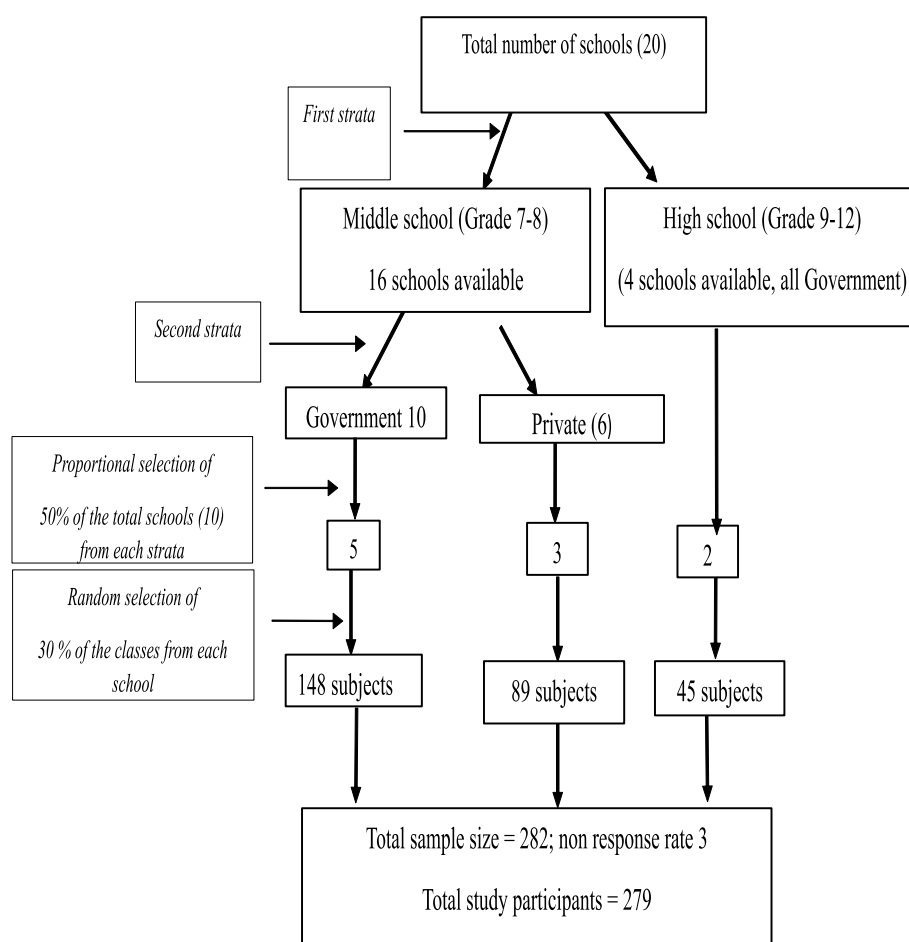 Total number of schools (20)
First strata
Middle school (Grade 7-8)
16 schools available
High school (Grade 9-12)
(4 schools available, all Government)
Second strata
Government 10
Private (6)
Proportional selection of
50% of the total schools (10)
from each strata
5
3
2
Random selection of
30 % of the classes from each
school
148 subjects
89 subjects
45 subjects
Total sample size = 282; non response rate 3
Total study participants = 279